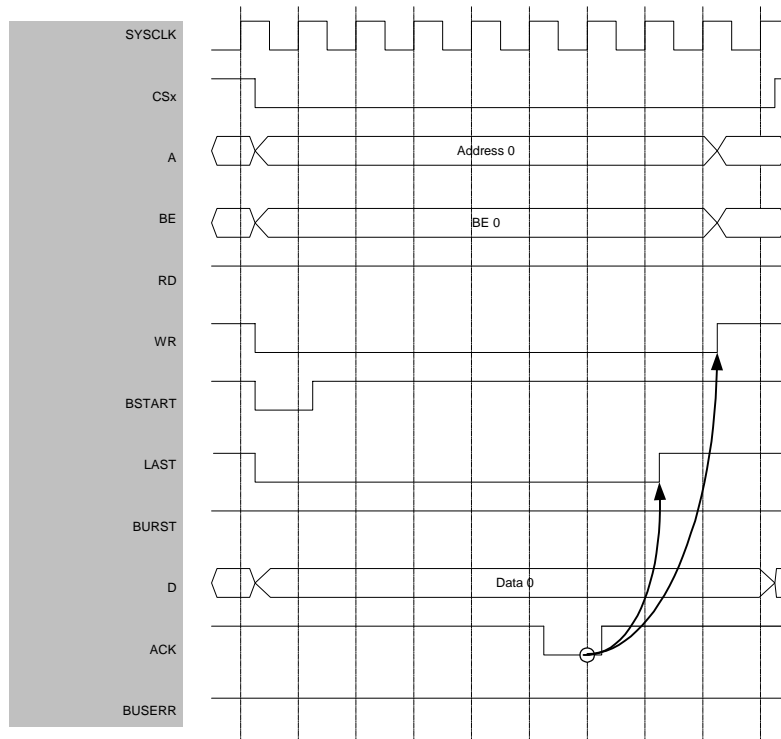 SYSCLK
CSx
A
Address 0
BE
BE 0
RD
WR
BSTART
LAST
BURST
D
Data 0
ACK
BUSERR